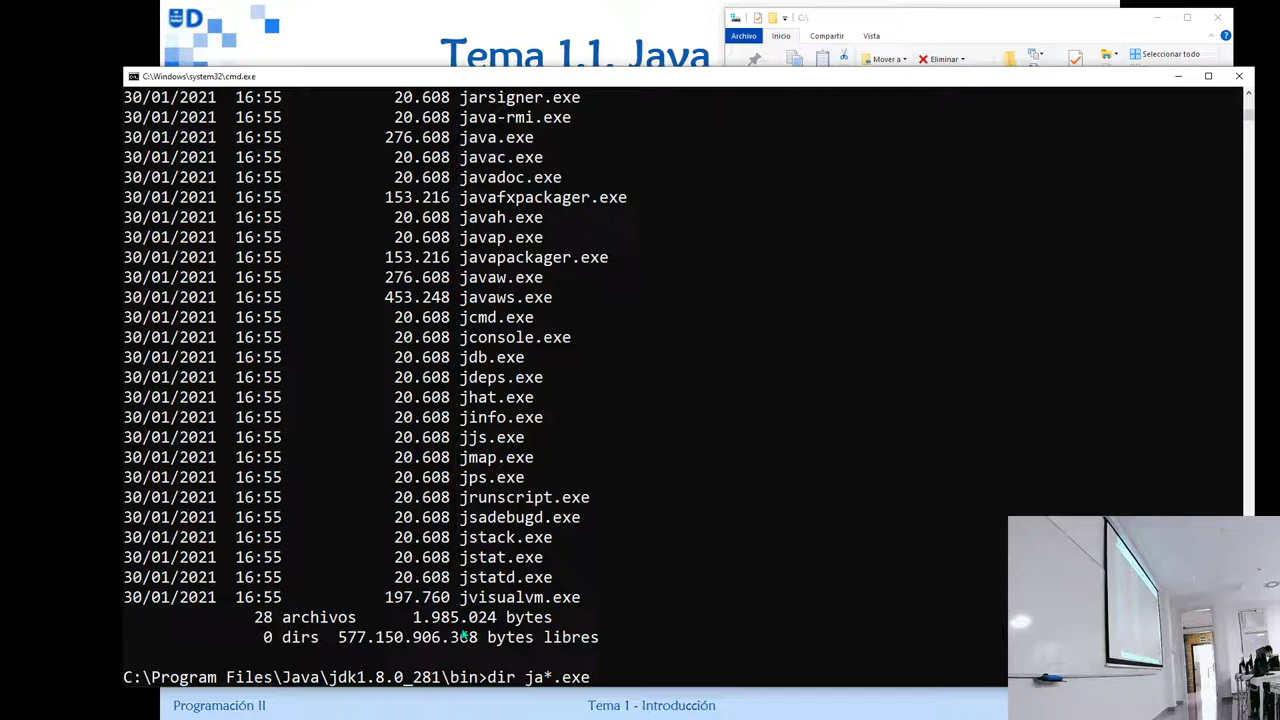 UD
Tema 1.1. Java
C:\
Archivo Inicio Compartir Vista
Mover a Eliminar Seleccionar todo
C:\Windows\system32\cmd.exe
30/01/2021 16:55 20.608 jarsigner.exe
30/01/2021 16:55 20.608 java-rmi.exe
30/01/2021 16:55 276.608 java.exe
30/01/2021 16:55 20.608 javac.exe
30/01/2021 16:55 20.608 javadoc.exe
30/01/2021 16:55 153.216 javafxpackager.exe
30/01/2021 16:55 20.608 javah.exe
30/01/2021 16:55 20.608 javap.exe
30/01/2021 16:55 153.216 javapackager.exe
30/01/2021 16:55 276.608 javaw.exe
30/01/2021 16:55 453.248 javaws.exe
30/01/2021 16:55 20.608 jcmd.exe
30/01/2021 16:55 20.608 jconsole.exe
30/01/2021 16:55 20.608 jdb.exe
30/01/2021 16:55 20.608 jdeps.exe
30/01/2021 16:55 20.608 jhat.exe
30/01/2021 16:55 20.608 jinfo.exe
30/01/2021 16:55 20.608 jjs.exe
30/01/2021 16:55 20.608 jmap.exe
30/01/2021 16:55 20.608 jps.exe
30/01/2021 16:55 20.608 jrunscript.exe
30/01/2021 16:55 20.608 jsadebugd.exe
30/01/2021 16:55 20.608 jstack.exe
30/01/2021 16:55 20.608 jstat.exe
30/01/2021 16:55 20.608 jstatd.exe
30/01/2021 16:55 197.760 jvisualvm.exe
28 archivos 1.985.024 bytes
0 dirs 577.150.906.368 bytes libres
C:\Program Files\Java\jdk1.8.0_281\bin>dir ja*.exe
Programación II Tema 1 - Introducción